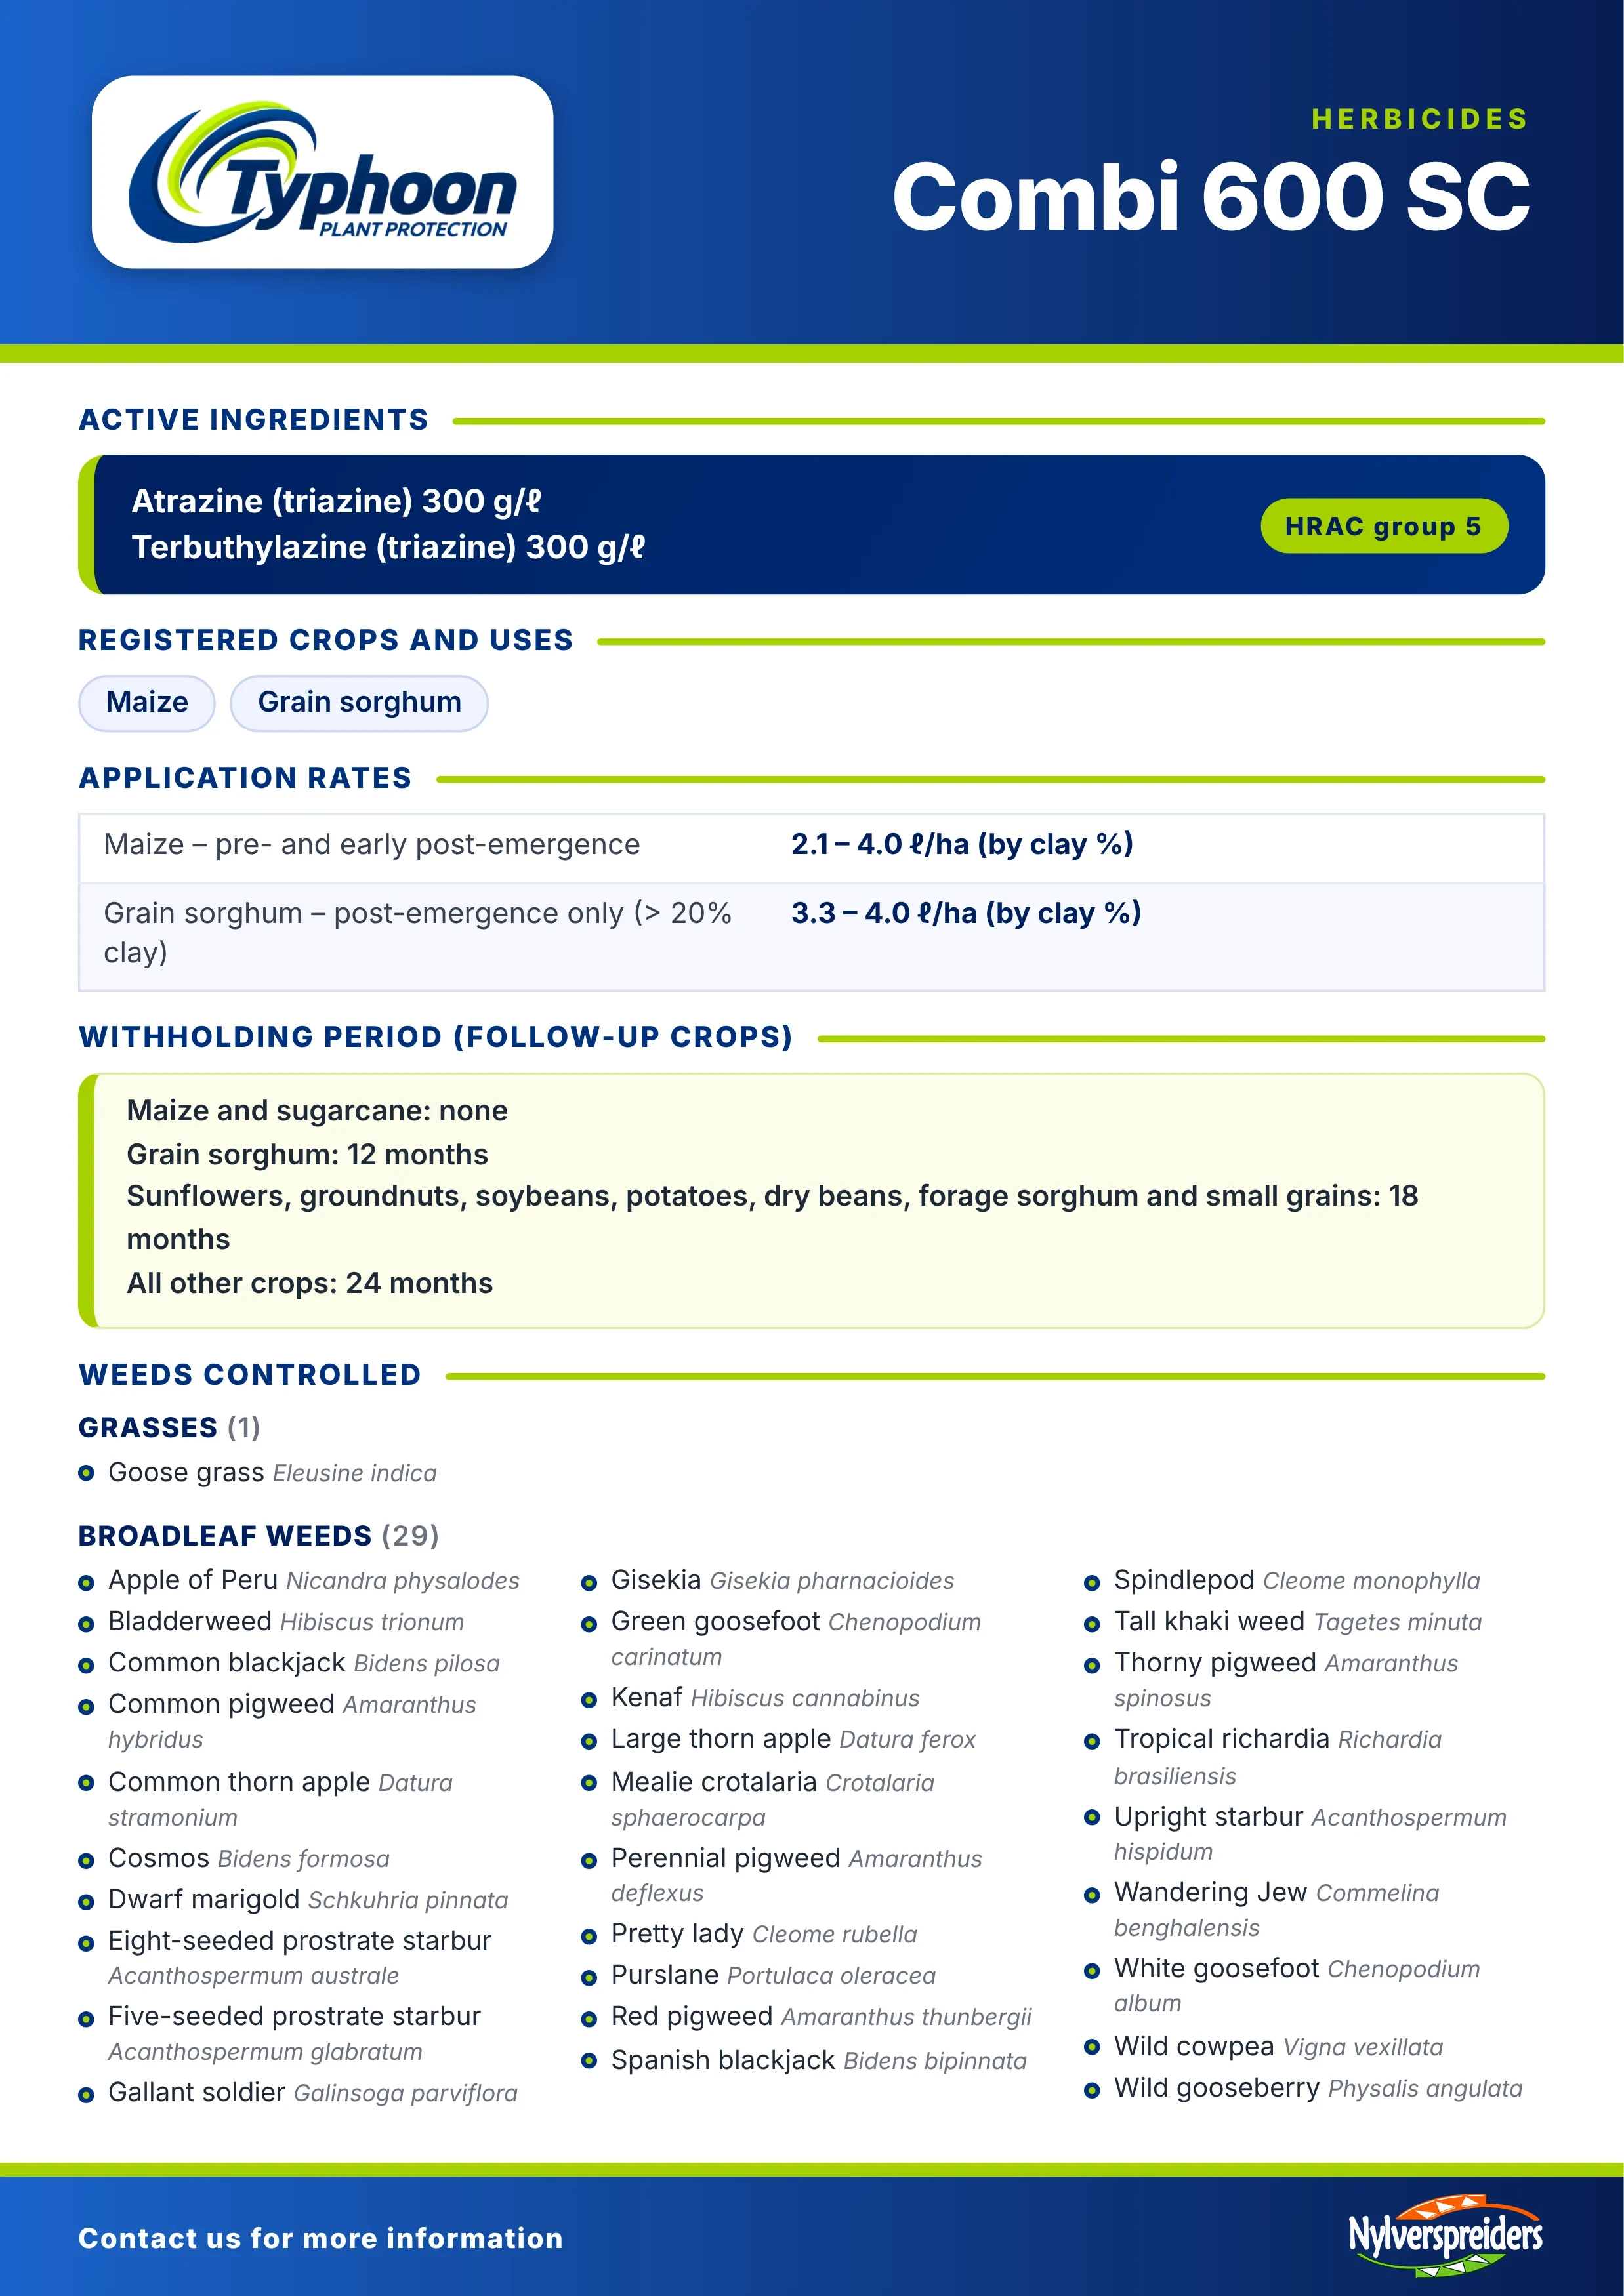 Typhoon
PLANT PROTECTION
HERBICIDES
Combi 600 SC
ACTIVE INGREDIENTS
Atrazine (triazine) 300 g/ℓ
Terbuthylazine (triazine) 300 g/ℓ
HRAC group 5
REGISTERED CROPS AND USES
Maize
Grain sorghum
APPLICATION RATES
Maize – pre- and early post-emergence
2.1 – 4.0 ℓ/ha (by clay %)
Grain sorghum – post-emergence only (> 20%
clay)
3.3 – 4.0 ℓ/ha (by clay %)
WITHHOLDING PERIOD (FOLLOW-UP CROPS)
Maize and sugarcane: none
Grain sorghum: 12 months
Sunflowers, groundnuts, soybeans, potatoes, dry beans, forage sorghum and small grains: 18
months
All other crops: 24 months
WEEDS CONTROLLED
GRASSES (1)
Goose grass Eleusine indica
BROADLEAF WEEDS (29)
Apple of Peru Nicandra physalodes
Bladderweed Hibiscus trionum
Common blackjack Bidens pilosa
Common pigweed Amaranthus
hybridus
Common thorn apple Datura
stramonium
Cosmos Bidens formosa
Dwarf marigold Schkuhria pinnata
Eight-seeded prostrate starbur
Acanthospermum australe
Five-seeded prostrate starbur
Acanthospermum glabratum
Gallant soldier Galinsoga parviflora
Gisekia Gisekia pharnacioides
Green goosefoot Chenopodium
carinatum
Kenaf Hibiscus cannabinus
Large thorn apple Datura ferox
Mealie crotalaria Crotalaria
sphaerocarpa
Perennial pigweed Amaranthus
deflexus
Pretty lady Cleome rubella
Purslane Portulaca oleracea
Red pigweed Amaranthus thunbergii
Spanish blackjack Bidens bipinnata
Spindlepod Cleome monophylla
Tall khaki weed Tagetes minuta
Thorny pigweed Amaranthus
spinosus
Tropical richardia Richardia
brasiliensis
Upright starbur Acanthospermum
hispidum
Wandering Jew Commelina
benghalensis
White goosefoot Chenopodium
album
Wild cowpea Vigna vexillata
Wild gooseberry Physalis angulata
Contact us for more information
Nylverspreiders